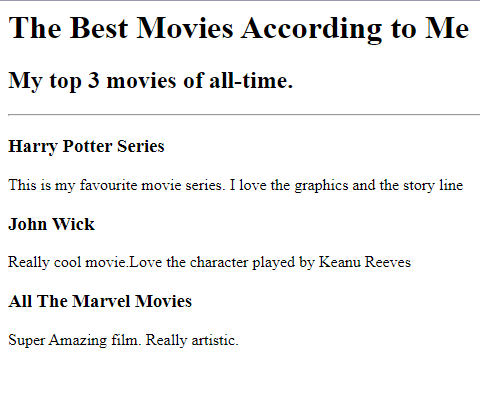 The Best Movies According to Me
My top 3 movies of all-time.
Harry Potter Series
This is my favourite movie series. I love the graphics and the story line
John Wick
Really cool movie.Love the character played by Keanu Reeves
All The Marvel Movies
Super Amazing film. Really artistic.